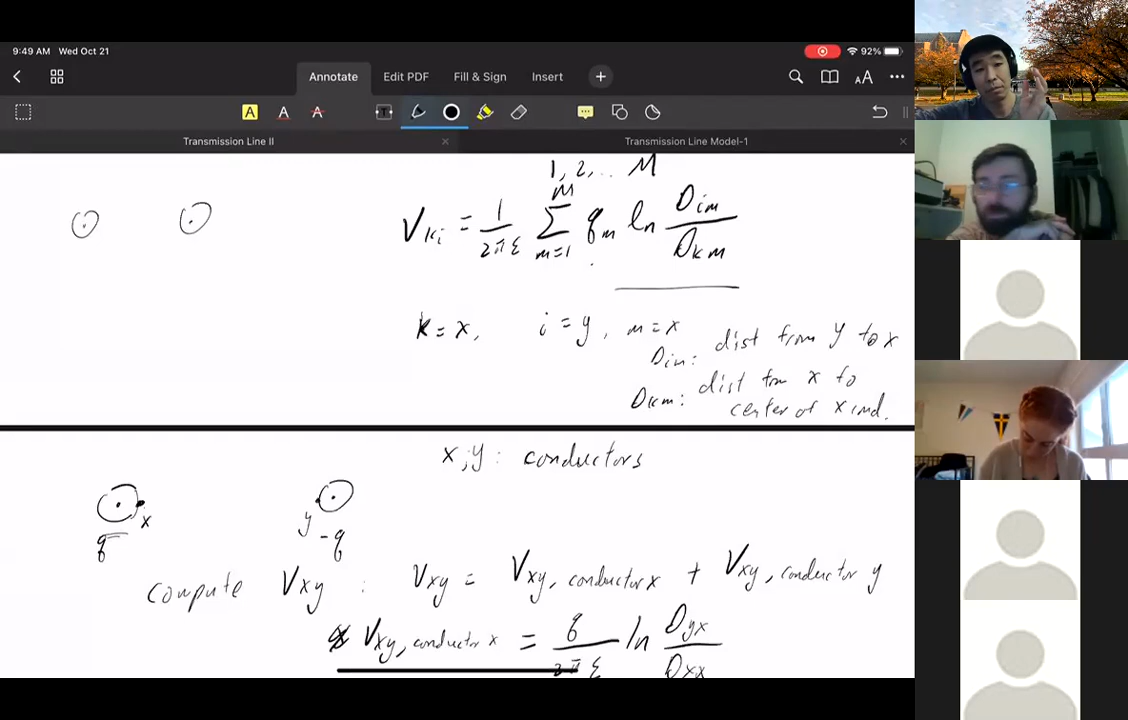 9:49 AM Wed Oct 21
92%
Annotate Edit PDF Fill & Sign Insert
Transmission Line II
Transmission Line Model-1
1, 2, .. M
V_ki = 1/2πε Σ_{m=1}^{M} q_m ln D_im/D_km
k = x, i = y, m = x
D_im: dist from y to x
D_km: dist from x to
center of x cond.
x, y: conductors
x
y
q
-q
compute V_xy : V_xy = V_xy, conductor x + V_xy, conductor y
V_xy, conductor x = q/2πε ln D_yx/D_xx